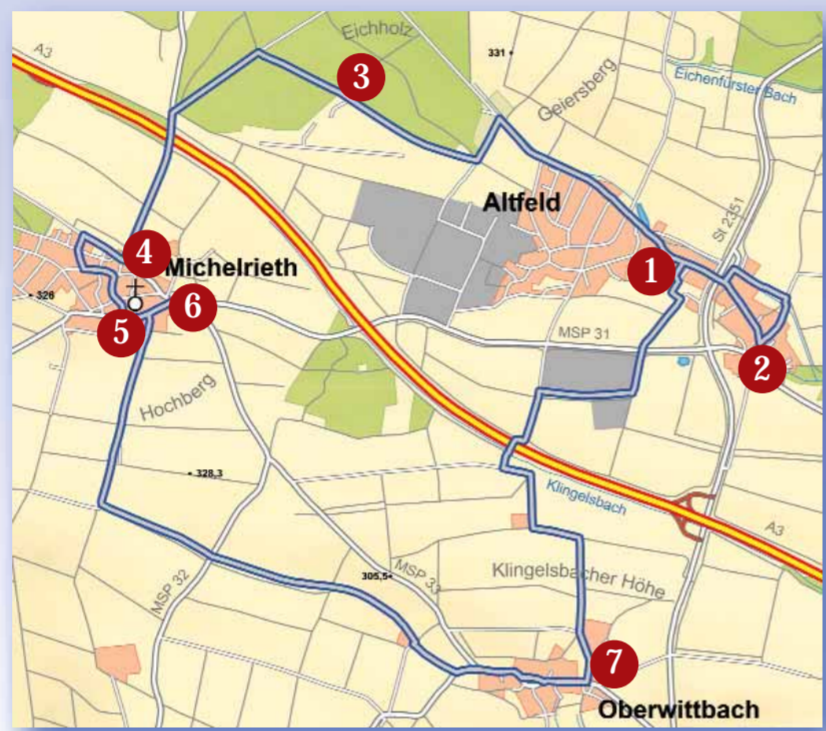 A3
Eichholz
331
Eichenfürster Bach
3
Geiersberg
Altfeld
St 2351
4
Michelrieth
1
326
6
5
MSP 31
2
Hochberg
328,3
Klingelsbach
A3
MSP 32
305,5
MSP 33
Klingelsbacher Höhe
7
Oberwittbach